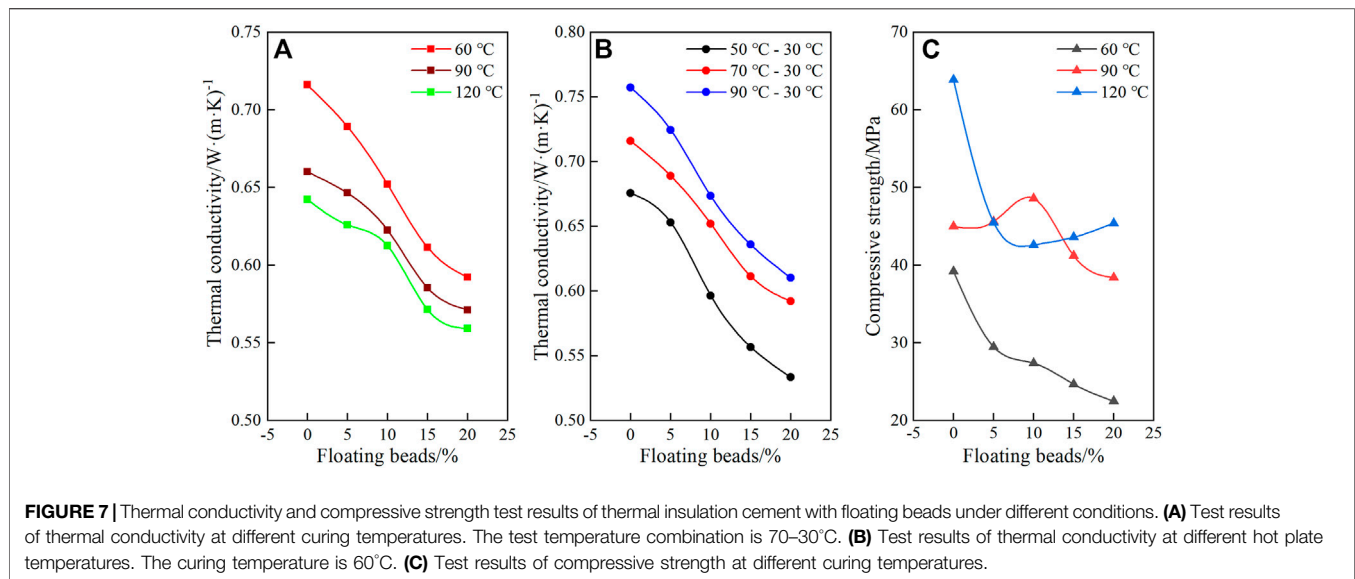 A
60 °C
90 °C
120 °C
Thermal conductivity/W·(m·K)-1
0.75
0.70
0.65
0.60
0.55
0.50
-5 0 5 10 15 20 25
Floating beads/%
B
50 °C - 30 °C
70 °C - 30 °C
90 °C - 30 °C
Thermal conductivity/W·(m·K)-1
0.80
0.75
0.70
0.65
0.60
0.55
0.50
-5 0 5 10 15 20 25
Floating beads/%
C
60 °C
90 °C
120 °C
Compressive strength/MPa
70
60
50
40
30
20
-5 0 5 10 15 20 25
Floating beads/%
FIGURE 7 | Thermal conductivity and compressive strength test results of thermal insulation cement with floating beads under different conditions. (A) Test results
of thermal conductivity at different curing temperatures. The test temperature combination is 70–30°C. (B) Test results of thermal conductivity at different hot plate
temperatures. The curing temperature is 60°C. (C) Test results of compressive strength at different curing temperatures.